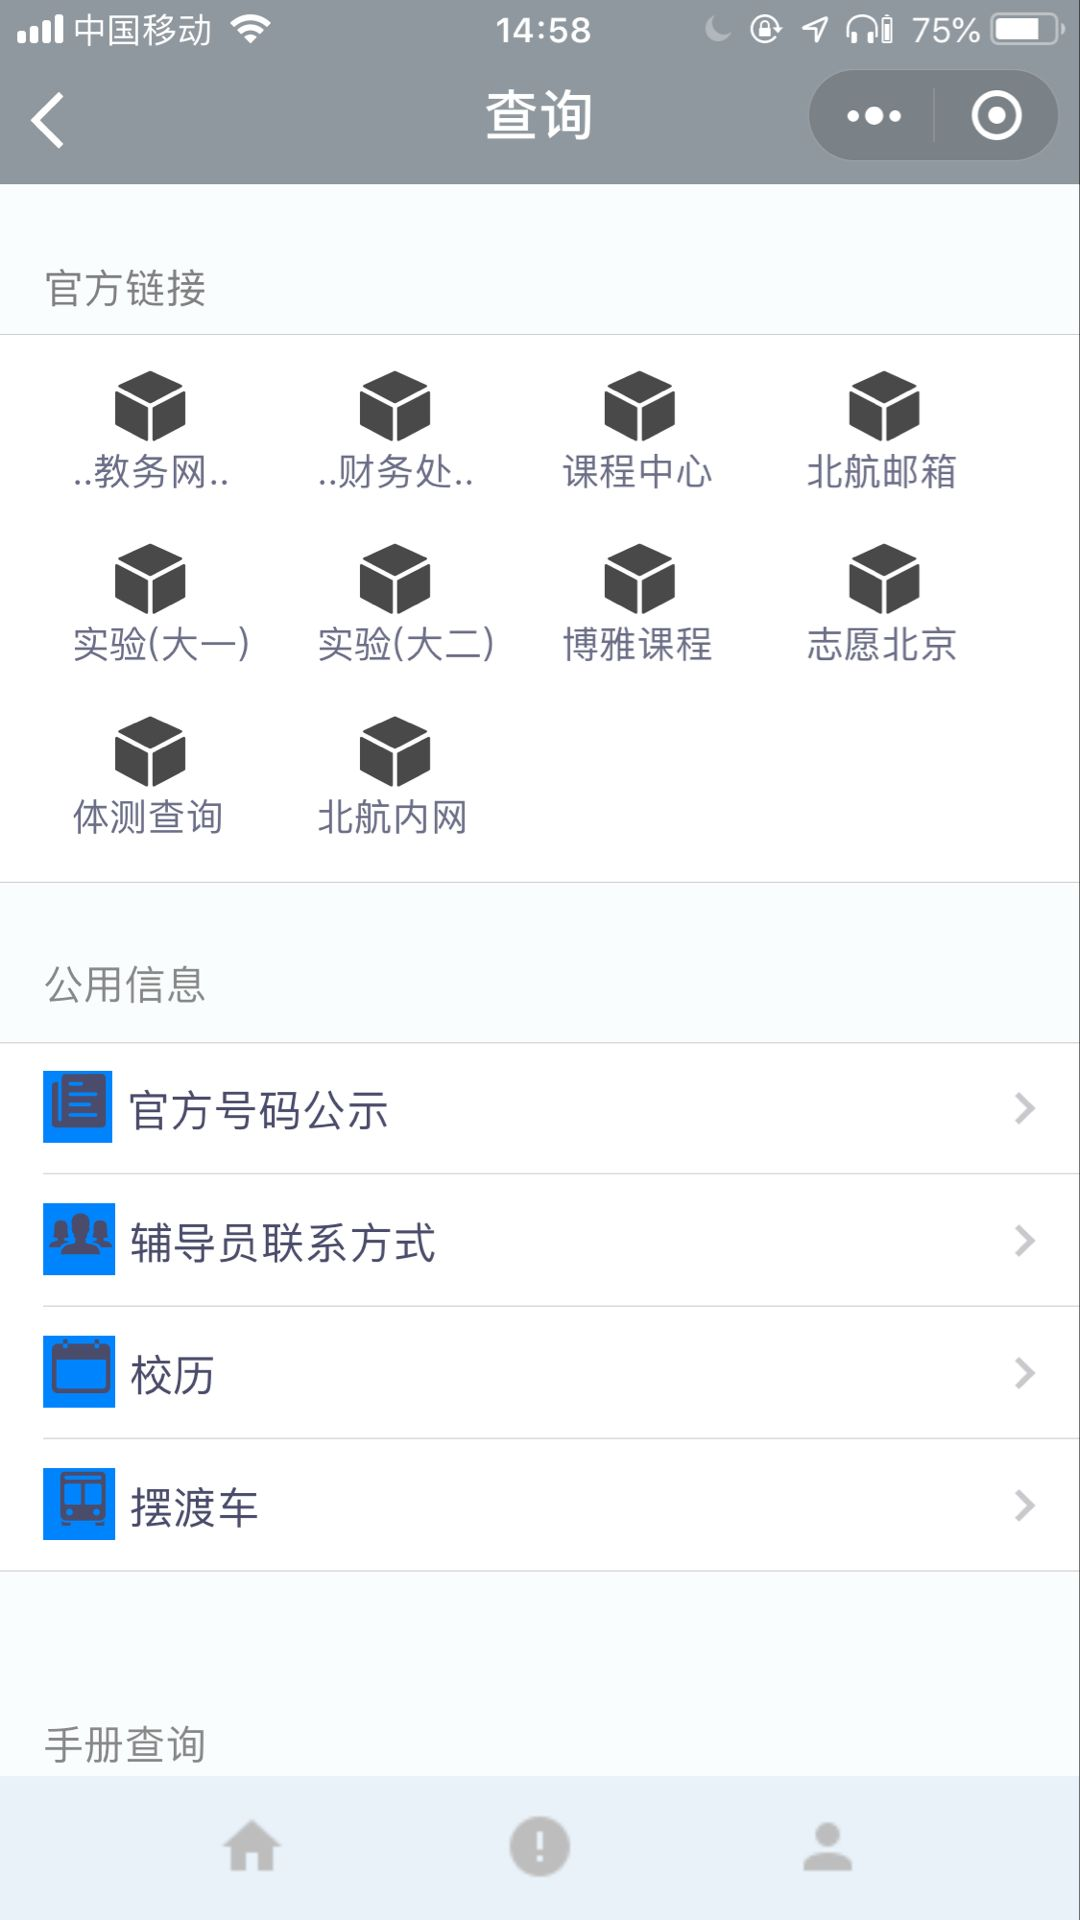 中国移动 14:58 75%
查询
官方链接
..教务网.. ..财务处.. 课程中心 北航邮箱
实验(大一) 实验(大二) 博雅课程 志愿北京
体测查询 北航内网
公用信息
官方号码公示
辅导员联系方式
校历
摆渡车
手册查询